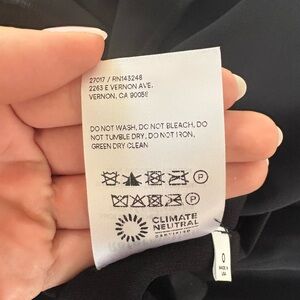 27017 / RN143248
2263 E VERNON AVE.
VERNON, CA 90058
DO NOT WASH, DO NOT BLEACH, DO
NOT TUMBLE DRY, DO NOT IRON,
GREEN DRY CLEAN
P
P
CLIMATE
NEUTRAL
CERTIFIED
0
MADE IN
USA